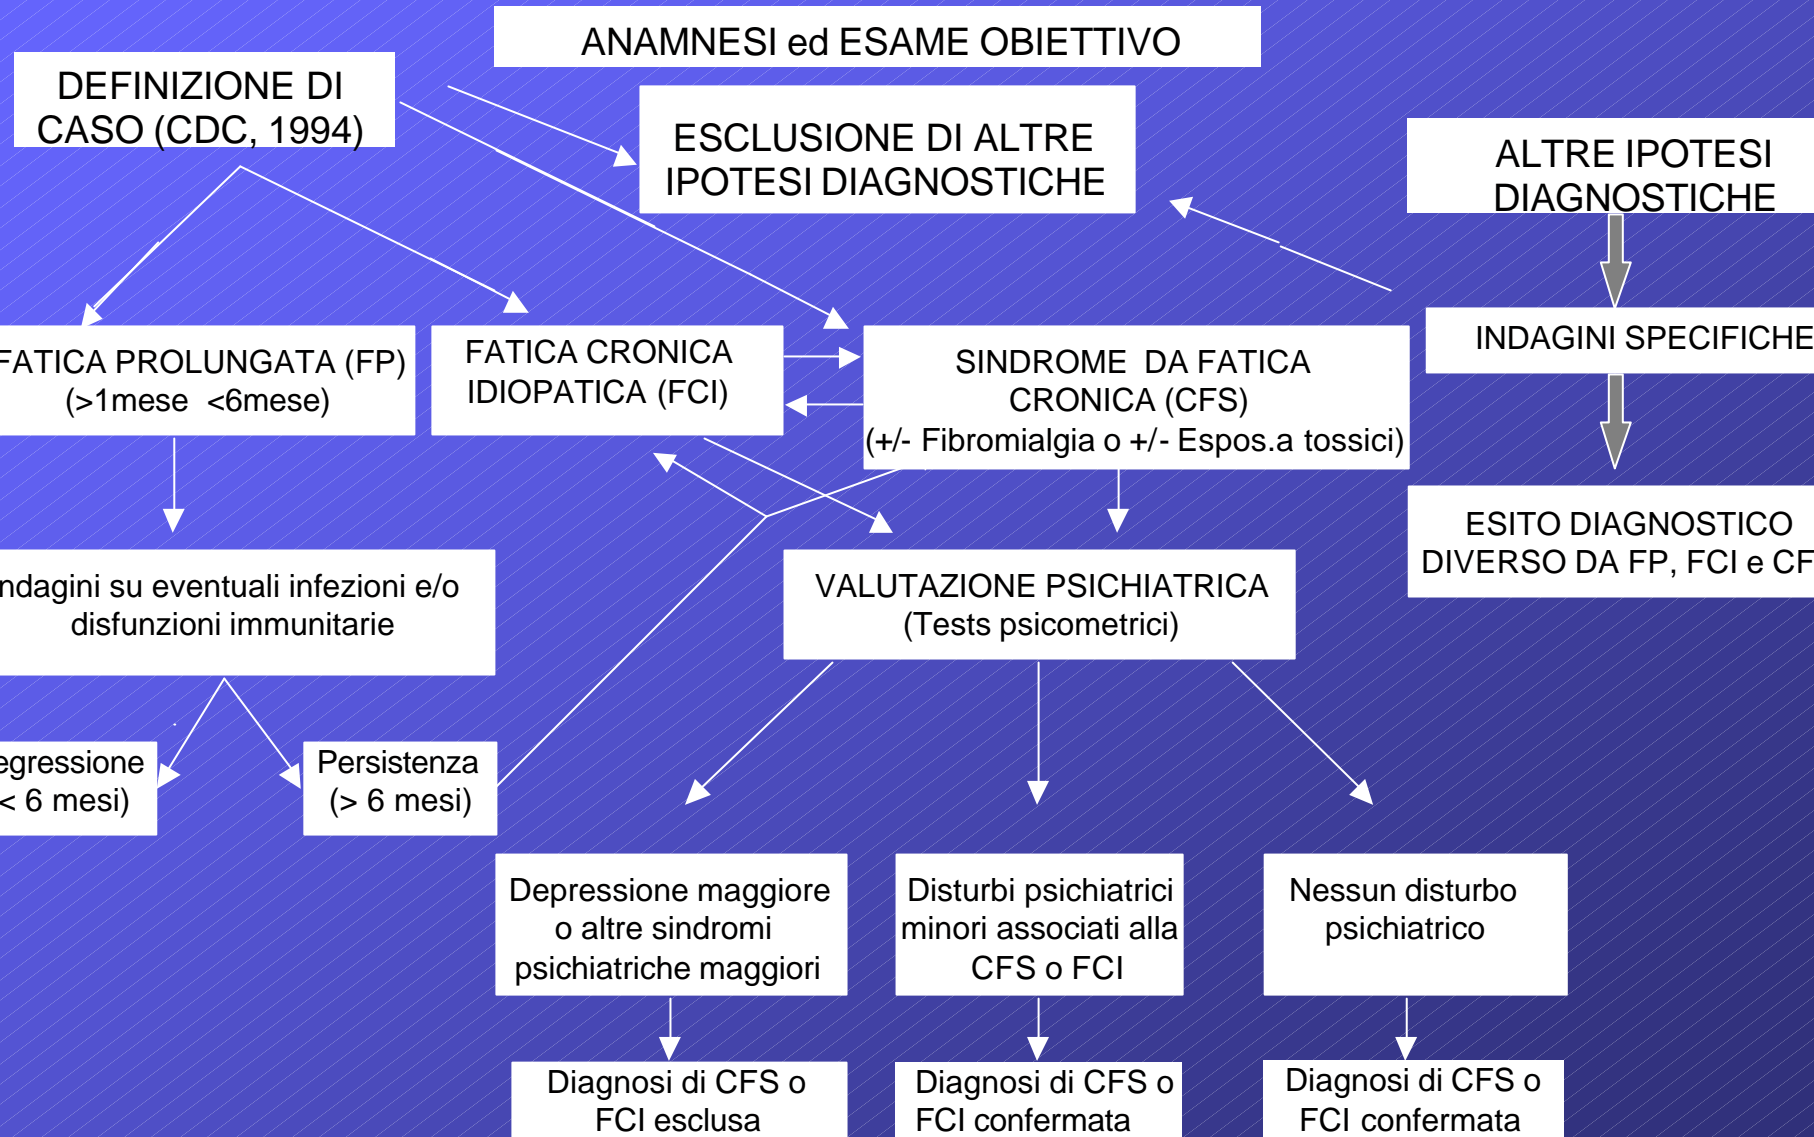 ANAMNESI ed ESAME OBIETTIVO
DEFINIZIONE DI
CASO (CDC, 1994)
ESCLUSIONE DI ALTRE
IPOTESI DIAGNOSTICHE
ALTRE IPOTESI
DIAGNOSTICHE
FATICA PROLUNGATA (FP)
(>1mese <6mese)
FATICA CRONICA
IDIOPATICA (FCI)
SINDROME DA FATICA
CRONICA (CFS)
(+/- Fibromialgia o +/- Espos.a tossici)
INDAGINI SPECIFICHE
ESITO DIAGNOSTICO
DIVERSO DA FP, FCI e CF
ndagini su eventuali infezioni e/o
disfunzioni immunitarie
VALUTAZIONE PSICHIATRICA
(Tests psicometrici)
egressione
< 6 mesi)
Persistenza
(> 6 mesi)
Depressione maggiore
o altre sindromi
psichiatriche maggiori
Disturbi psichiatrici
minori associati alla
CFS o FCI
Nessun disturbo
psichiatrico
Diagnosi di CFS o
FCI esclusa
Diagnosi di CFS o
FCI confermata
Diagnosi di CFS o
FCI confermata